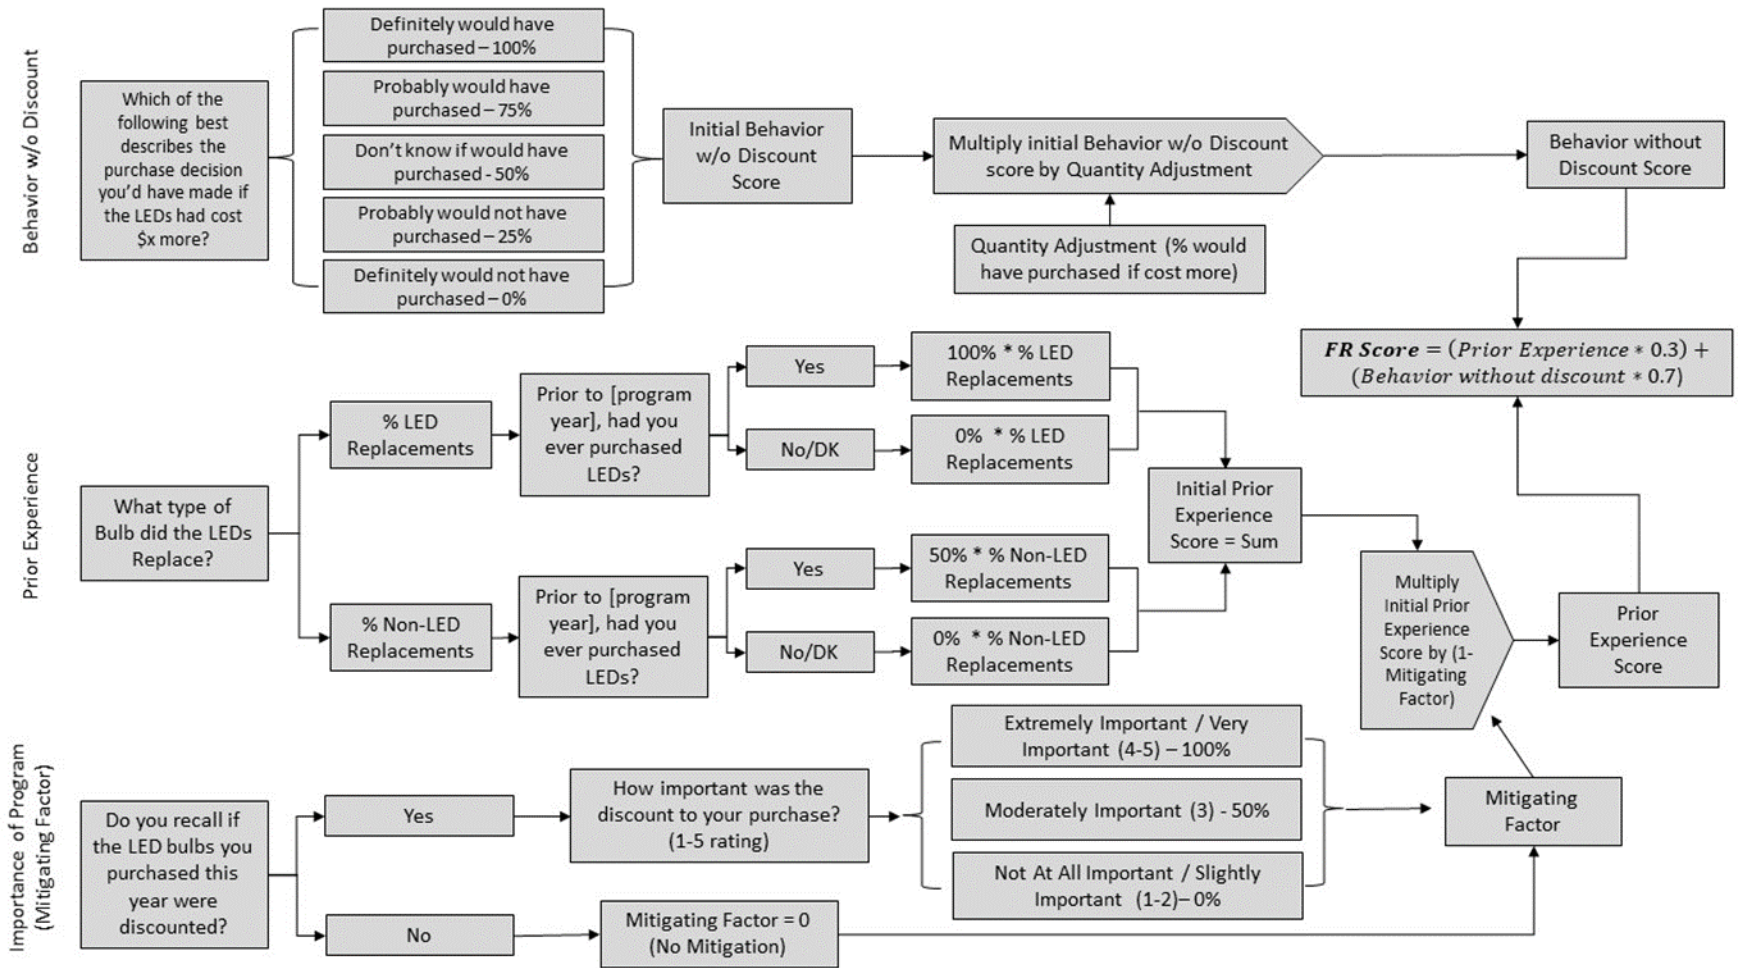 Behavior w/o Discount
Which of the
following best
describes the
purchase decision
you'd have made if
the LEDs had cost
$x more?
Definitely would have
purchased – 100%
Probably would have
purchased – 75%
Don't know if would have
purchased - 50%
Probably would not have
purchased – 25%
Definitely would not have
purchased – 0%
Initial Behavior
w/o Discount
Score
Multiply initial Behavior w/o Discount
score by Quantity Adjustment
Quantity Adjustment (% would
have purchased if cost more)
Behavior without
Discount Score
FR Score = (Prior Experience * 0.3) +
(Behavior without discount * 0.7)
Prior Experience
What type of
Bulb did the LEDs
Replace?
% LED
Replacements
Prior to [program
year], had you
ever purchased
LEDs?
Yes
100% * % LED
Replacements
No/DK
0% * % LED
Replacements
% Non-LED
Replacements
Prior to [program
year], had you
ever purchased
LEDs?
Yes
50% * % Non-LED
Replacements
No/DK
0% * % Non-LED
Replacements
Initial Prior
Experience
Score = Sum
Multiply
Initial Prior
Experience
Score by (1-
Mitigating
Factor)
Prior
Experience
Score
Importance of Program
(Mitigating Factor)
Do you recall if
the LED bulbs you
purchased this
year were
discounted?
Yes
How important was the
discount to your purchase?
(1-5 rating)
Extremely Important / Very
Important (4-5) – 100%
Moderately Important (3) - 50%
Not At All Important / Slightly
Important (1-2)– 0%
Mitigating
Factor
No
Mitigating Factor = 0
(No Mitigation)